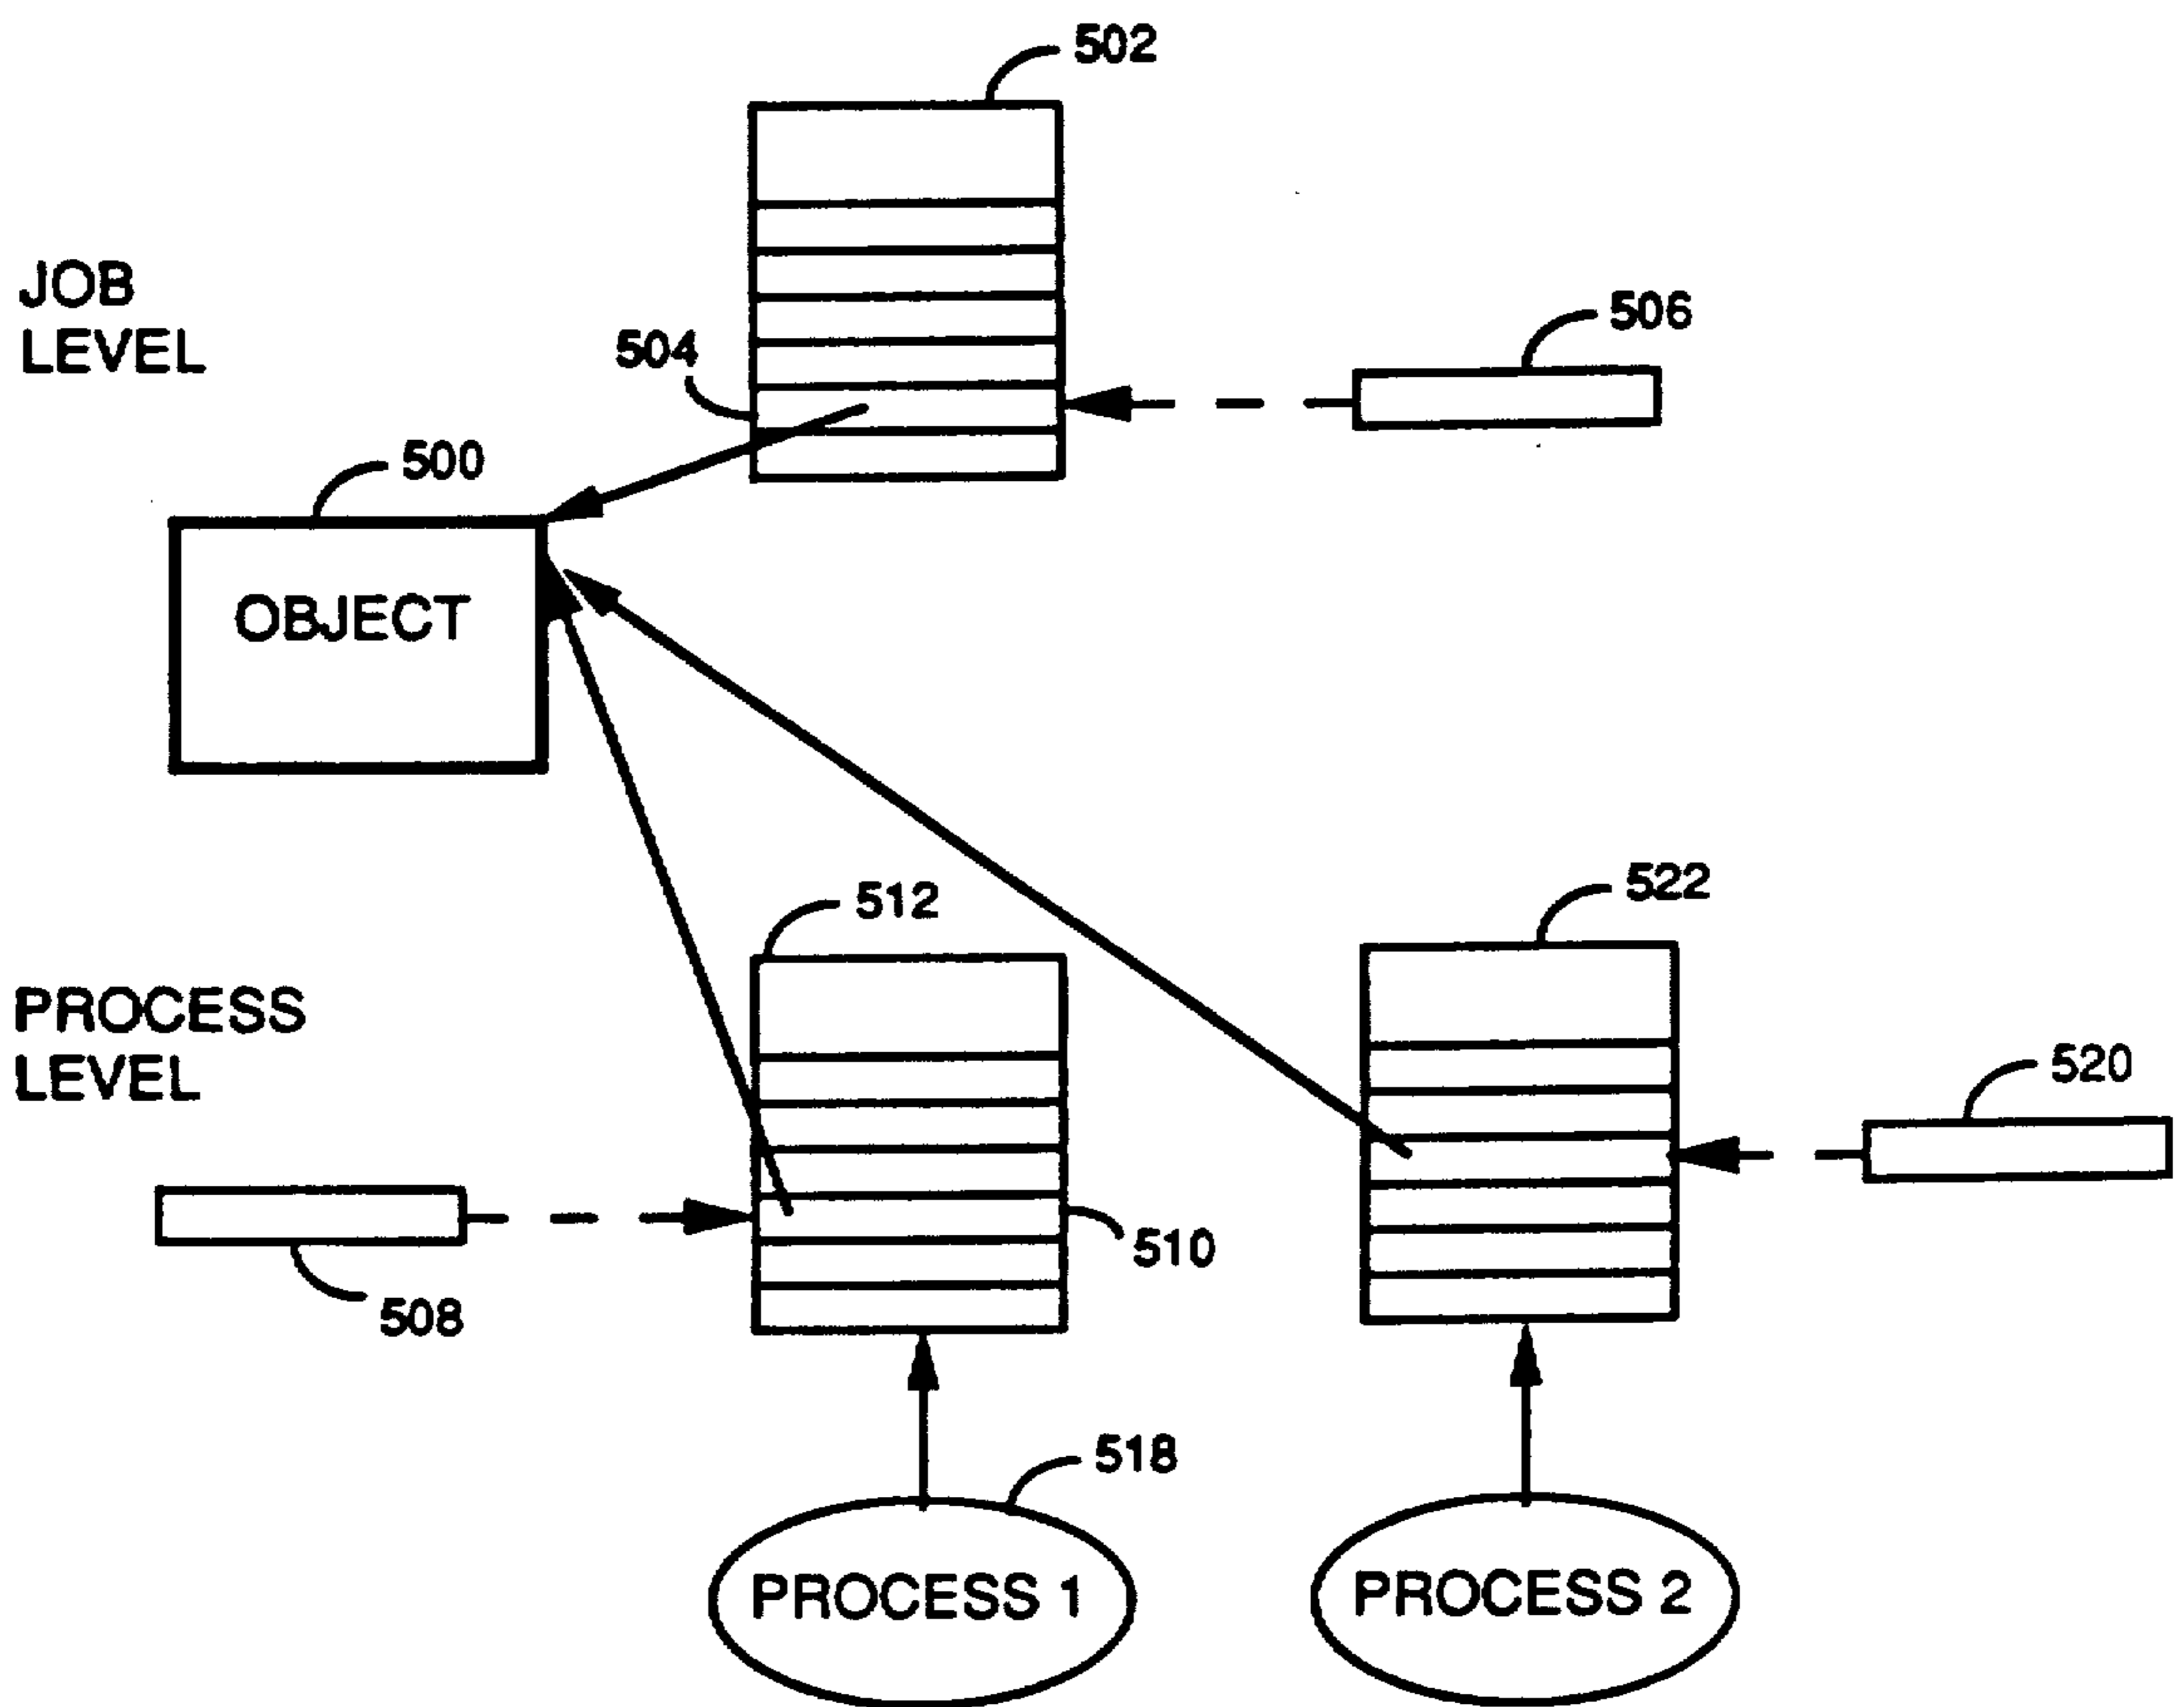 502
JOB
LEVEL
504
506
500
OBJECT
512
522
PROCESS
LEVEL
520
510
508
518
PROCESS 1
PROCESS 2